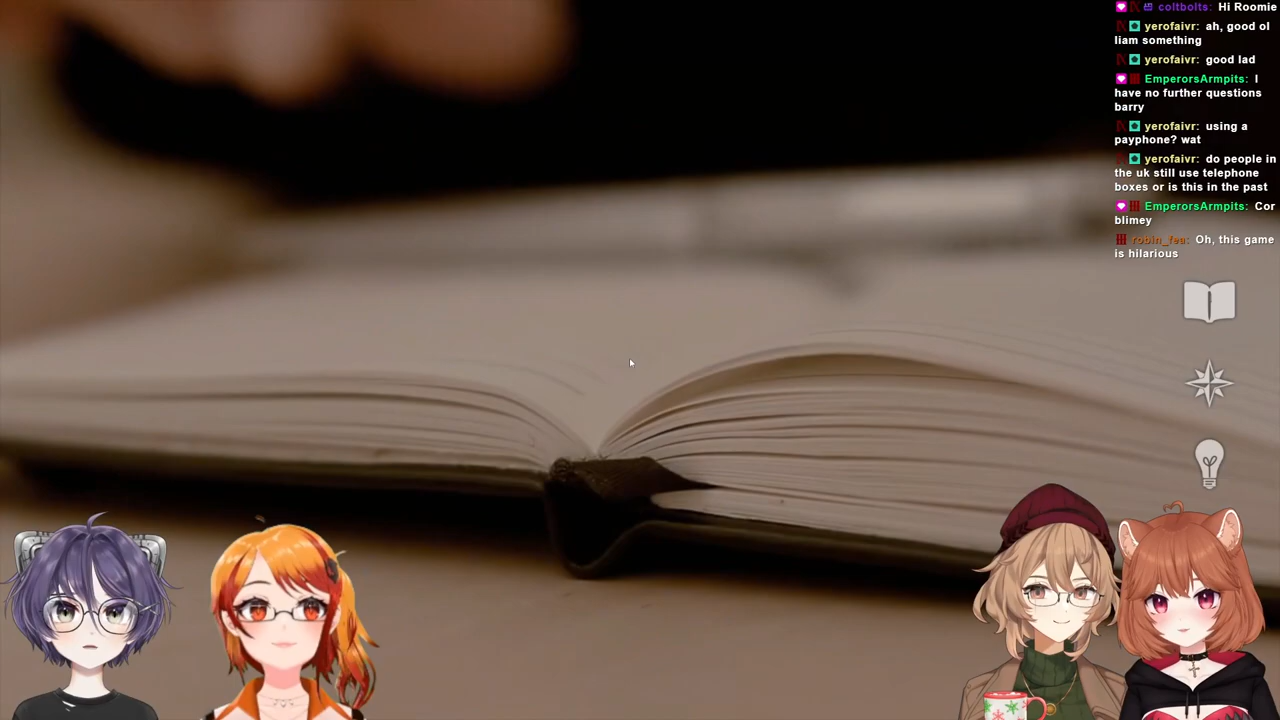 coltbolts: Hi Roomie
yerofaivr: ah, good ol
liam something
yerofaivr: good lad
EmperorsArmpits: I
have no further questions
barry
yerofaivr: using a
payphone? wat
yerofaivr: do people in
the uk still use telephone
boxes or is this in the past
EmperorsArmpits: Cor
blimey
robin_fea: Oh, this game
is hilarious